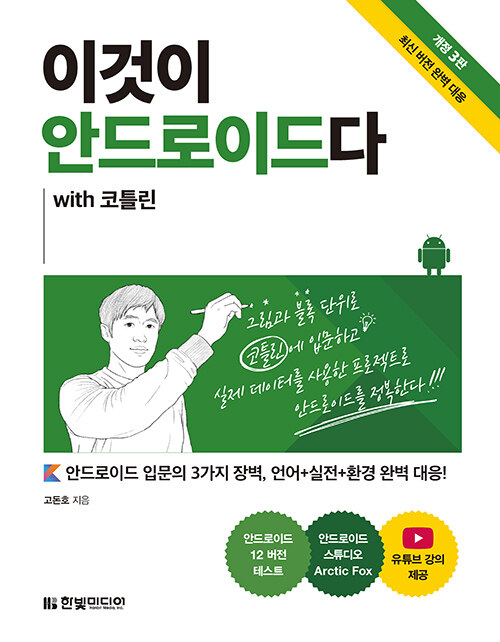 개정 3판
최신 버전 완벽 대응
이것이
안드로이드다
with 코틀린
그림과 블록 단위로
코틀린에 입문하고
실제 데이터를 사용한 프로젝트로
안드로이드를 정복한다!!!
안드로이드 입문의 3가지 장벽, 언어+실전+환경 완벽 대응!
고돈호 지음
안드로이드
12 버전
테스트
안드로이드
스튜디오
Arctic Fox
유튜브 강의
제공
한빛미디어
Hanbit Media, Inc.